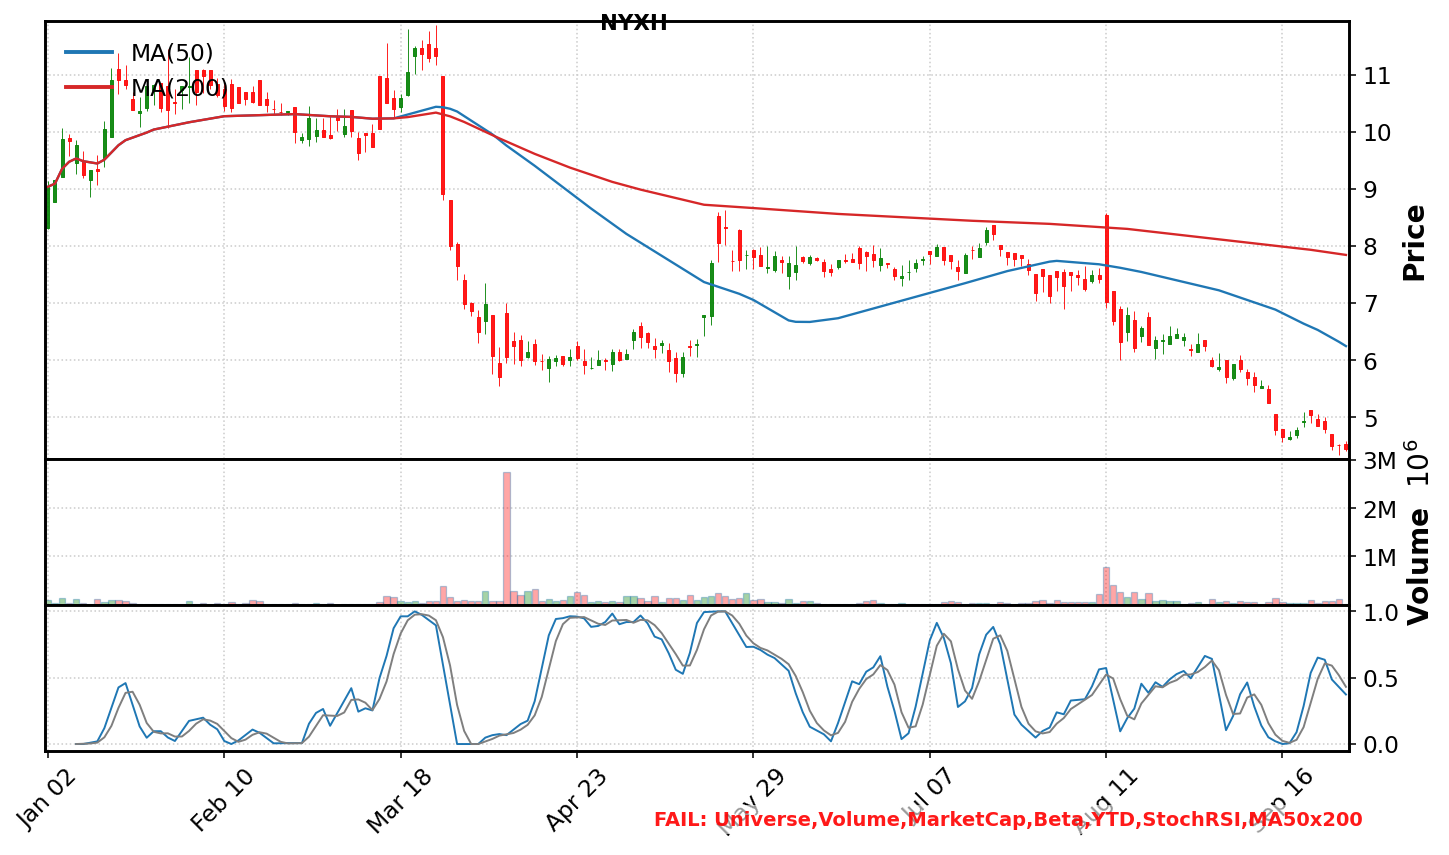 NYXH
MA(50)
MA(200)
11
10
9
8
7
6
5
Price
3M
2M
1M
Volume 10^6
1.0
0.5
0.0
Jan 02
Feb 10
Mar 18
Apr 23
May 29
Jul 07
Aug 11
Sep 16
FAIL: Universe,Volume,MarketCap,Beta,YTD,StochRSI,MA50x200